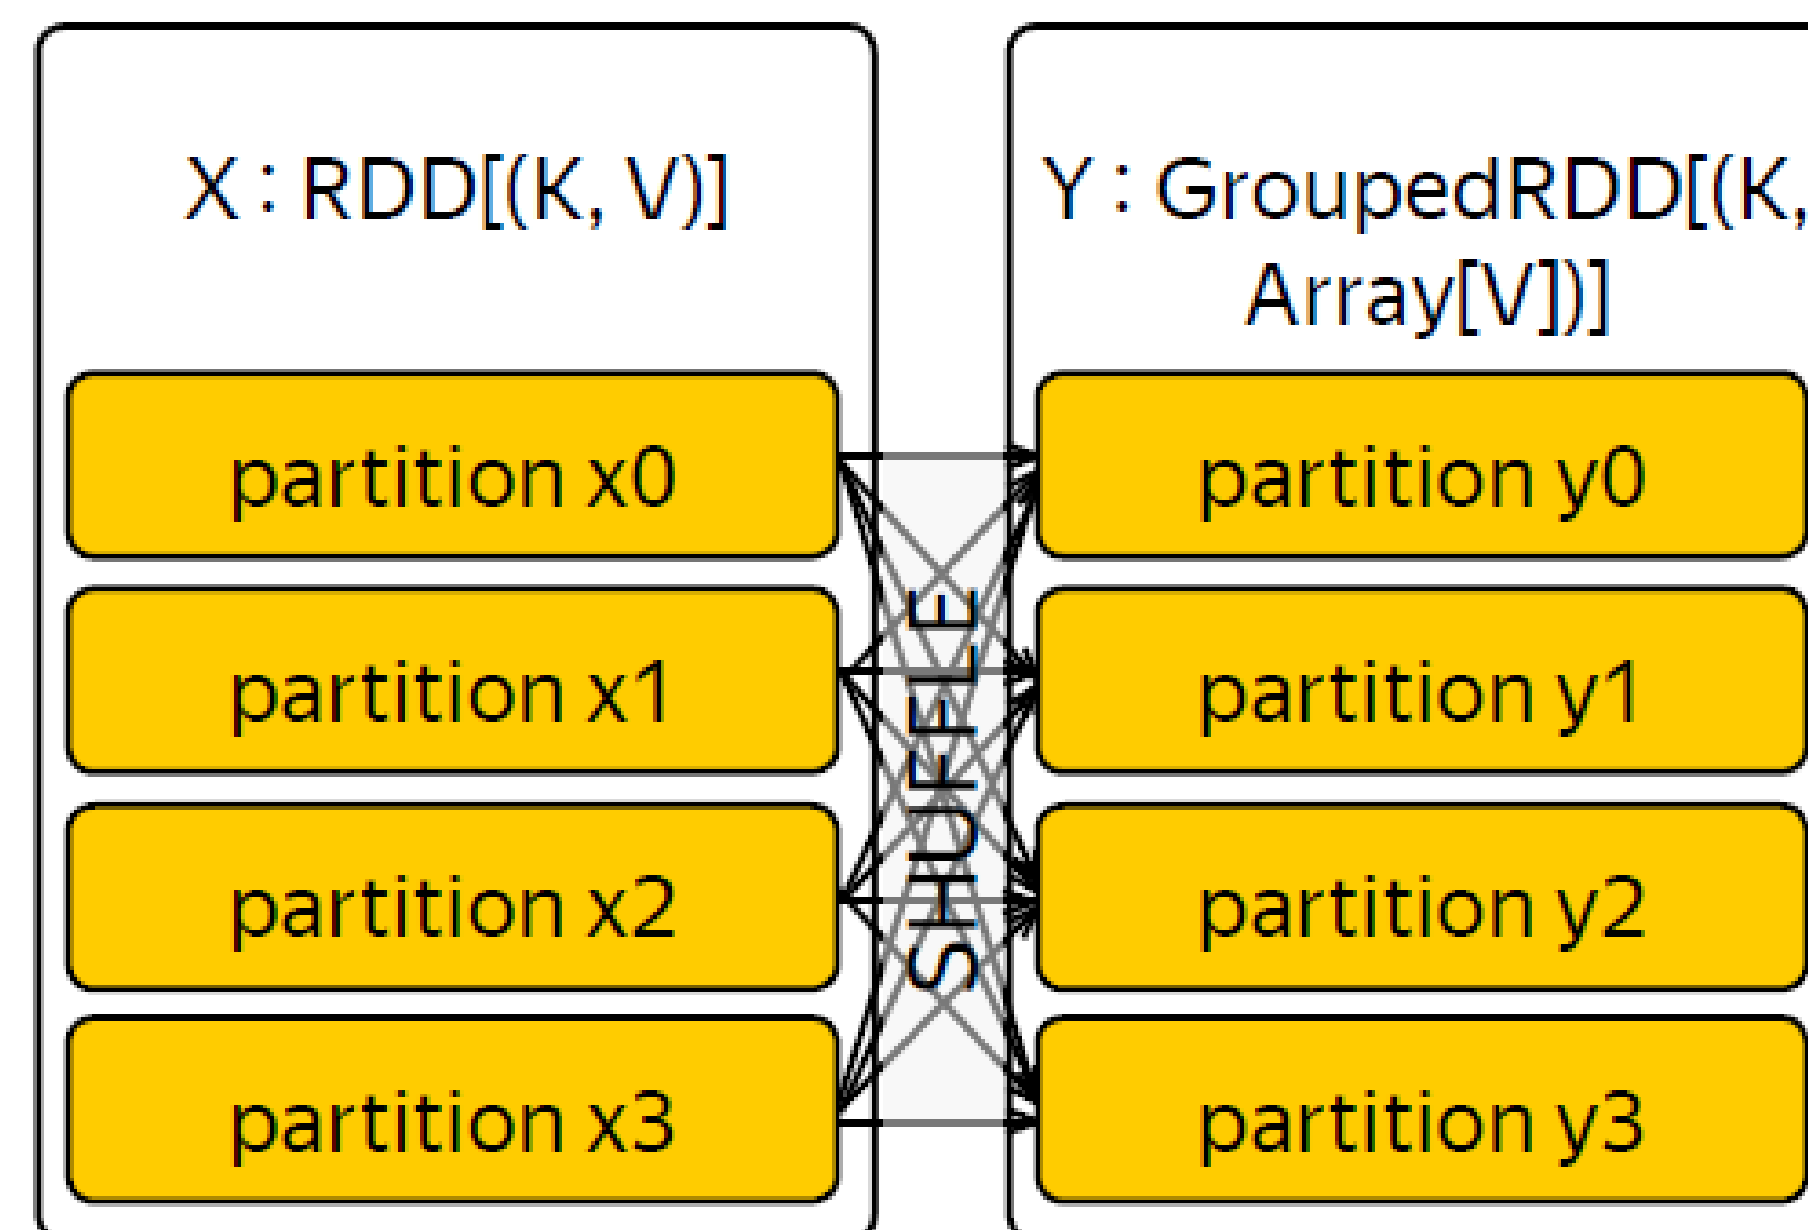 X : RDD[(K, V)]
Y : GroupedRDD[(K,
Array[V])]
partition x0
partition y0
partition x1
partition y1
partition x2
partition y2
partition x3
partition y3
SHUFFLE